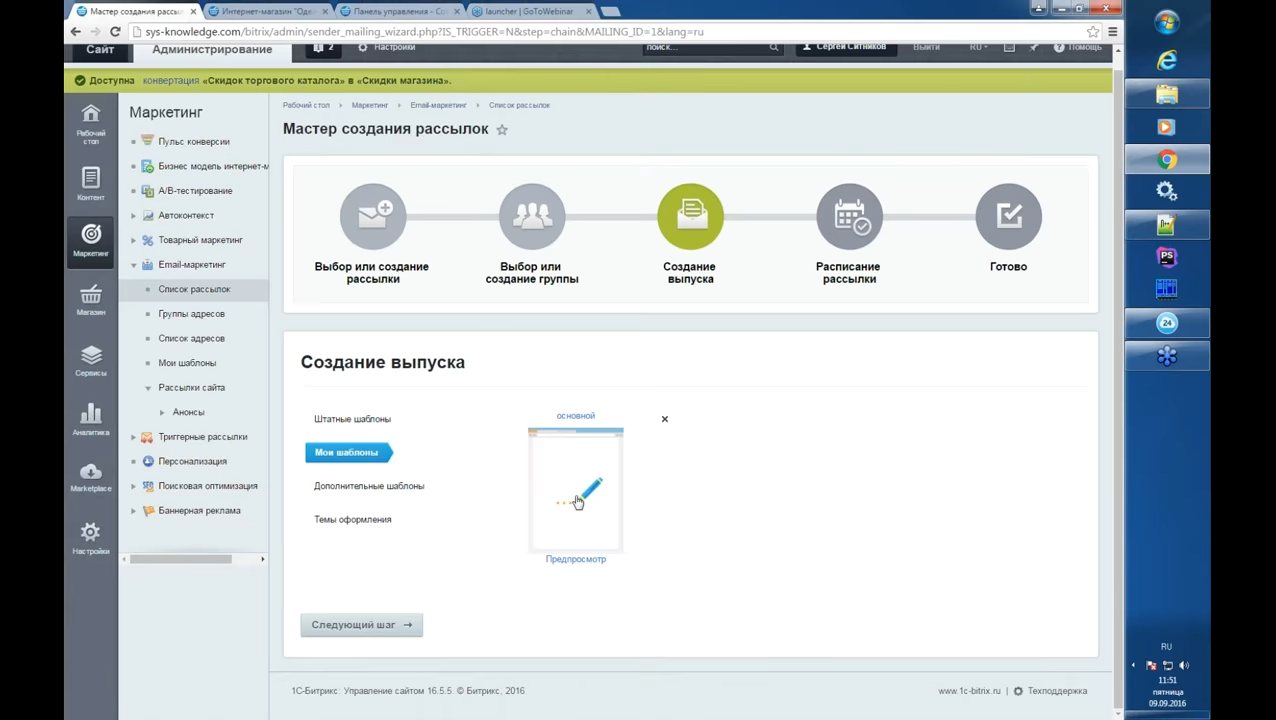 Мастер создания рассыл
Интернет-магазин "Оде
Панель управления - Со
launcher | GoToWebinar
sys-knowledge.com/bitrix/admin/sender_mailing_wizard.php?IS_TRIGGER=N&step=chain&MAILING_ID=1&lang=ru
Сайт
Администрирование
2
Настройки
поиск...
Сергей Ситников
Выйти
RU
Помощь
Доступна конвертация «Скидок торгового каталога» в «Скидки магазина».
Рабочий стол
Контент
Маркетинг
Магазин
Сервисы
Аналитика
Marketplace
Настройки
Маркетинг
Пульс конверсии
Бизнес модель интернет-м
A/B-тестирование
Автоконтекст
Товарный маркетинг
Email-маркетинг
Список рассылок
Группы адресов
Список адресов
Мои шаблоны
Рассылки сайта
Анонсы
Триггерные рассылки
Персонализация
Поисковая оптимизация
Баннерная реклама
Рабочий стол
Маркетинг
Email-маркетинг
Список рассылок
Мастер создания рассылок
Выбор или создание
рассылки
Выбор или
создание группы
Создание
выпуска
Расписание
рассылки
Готово
Создание выпуска
Штатные шаблоны
Мои шаблоны
Дополнительные шаблоны
Темы оформления
основной
Предпросмотр
Следующий шаг →
1С-Битрикс: Управление сайтом 16.5.5. © Битрикс, 2016
www.1c-bitrix.ru
Техподдержка
PS
24
RU
11:51
пятница
09.09.2016